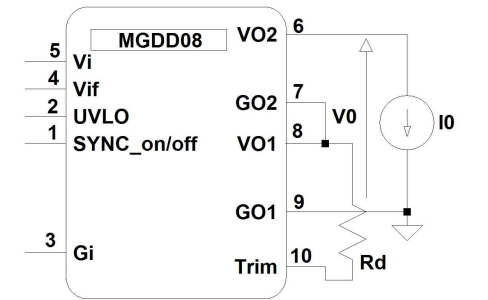 MGDD08
VO2 6
5 Vi
4 Vif
GO2 7
V0
I0
2 UVLO
VO1 8
1 SYNC_on/off
GO1 9
3 Gi
Trim 10
Rd